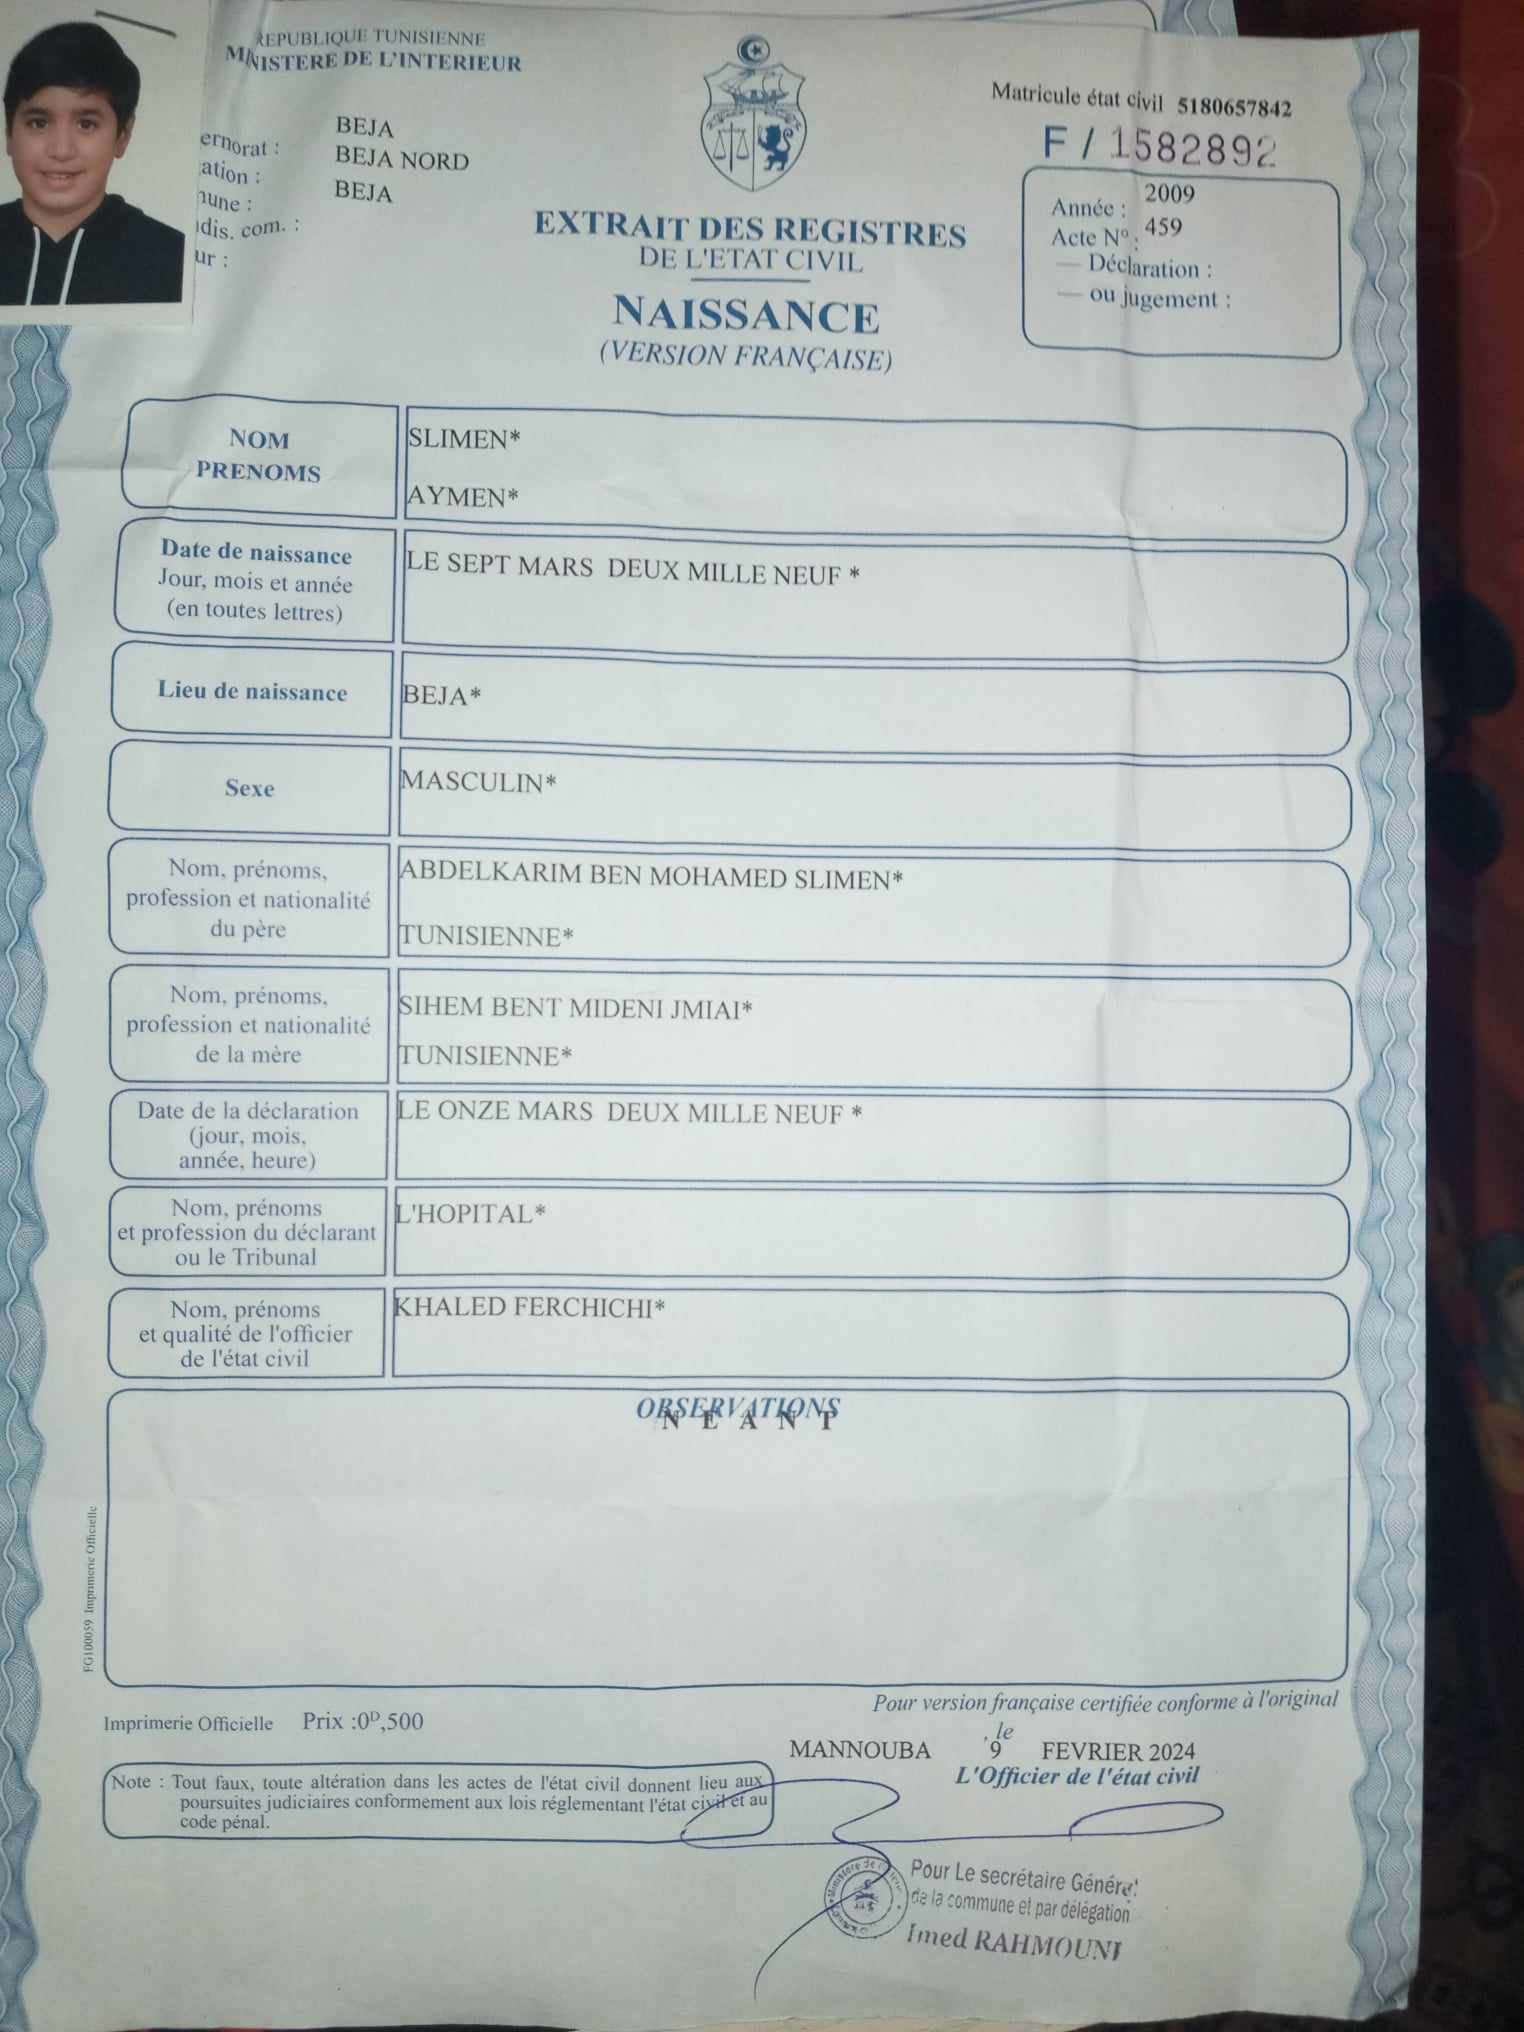 REPUBLIQUE TUNISIENNE
MINISTERE DE L'INTERIEUR
ernorat : BEJA
ation : BEJA NORD
mune : BEJA
dis. com. :
ur :
Matricule état civil 5180657842
F / 1582892
Année : 2009
Acte Nº : 459
— Déclaration :
— ou jugement :
EXTRAIT DES REGISTRES
DE L'ETAT CIVIL
NAISSANCE
(VERSION FRANÇAISE)
NOM
PRENOMS
SLIMEN*
AYMEN*
Date de naissance
Jour, mois et année
(en toutes lettres)
LE SEPT MARS DEUX MILLE NEUF *
Lieu de naissance
BEJA*
Sexe
MASCULIN*
Nom, prénoms,
profession et nationalité
du père
ABDELKARIM BEN MOHAMED SLIMEN*
TUNISIENNE*
Nom, prénoms,
profession et nationalité
de la mère
SIHEM BENT MIDENI JMIAI*
TUNISIENNE*
Date de la déclaration
(jour, mois,
année, heure)
LE ONZE MARS DEUX MILLE NEUF *
Nom, prénoms
et profession du déclarant
ou le Tribunal
L'HOPITAL*
Nom, prénoms
et qualité de l'officier
de l'état civil
KHALED FERCHICHI*
OBSERVATIONS
N E A N T
FG100059 Imprimerie Officielle
Pour version française certifiée conforme à l'original
Imprimerie Officielle Prix :0ᴰ,500
, le
MANNOUBA 9 FEVRIER 2024
L'Officier de l'état civil
Note : Tout faux, toute altération dans les actes de l'état civil donnent lieu aux
poursuites judiciaires conformement aux lois réglementant l'état civil et au
code pénal.
Pour Le secrétaire Général
de la commune et par délégation
Imed RAHMOUNI